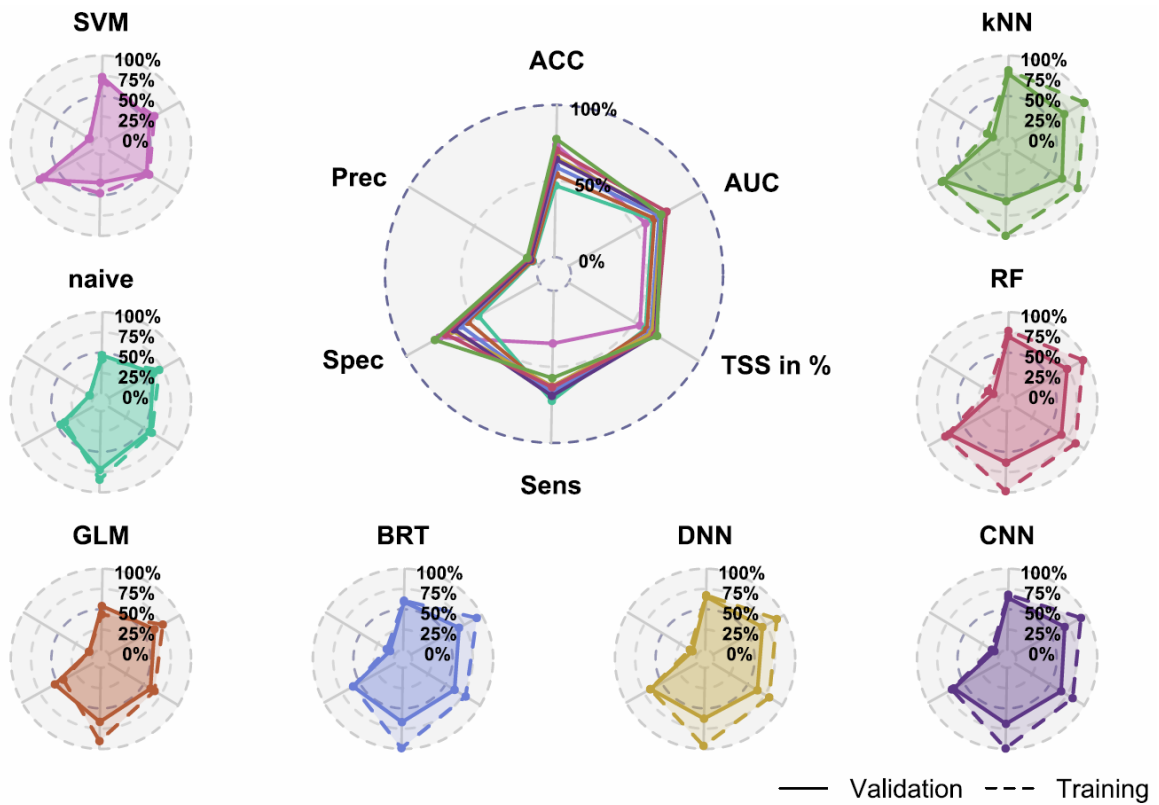 SVM
100%
75%
50%
25%
0%
ACC
100%
50%
0%
AUC
TSS in %
Sens
Spec
Prec
kNN
100%
75%
50%
25%
0%
naive
100%
75%
50%
25%
0%
RF
100%
75%
50%
25%
0%
GLM
100%
75%
50%
25%
0%
BRT
100%
75%
50%
25%
0%
DNN
100%
75%
50%
25%
0%
CNN
100%
75%
50%
25%
0%
Validation
Training